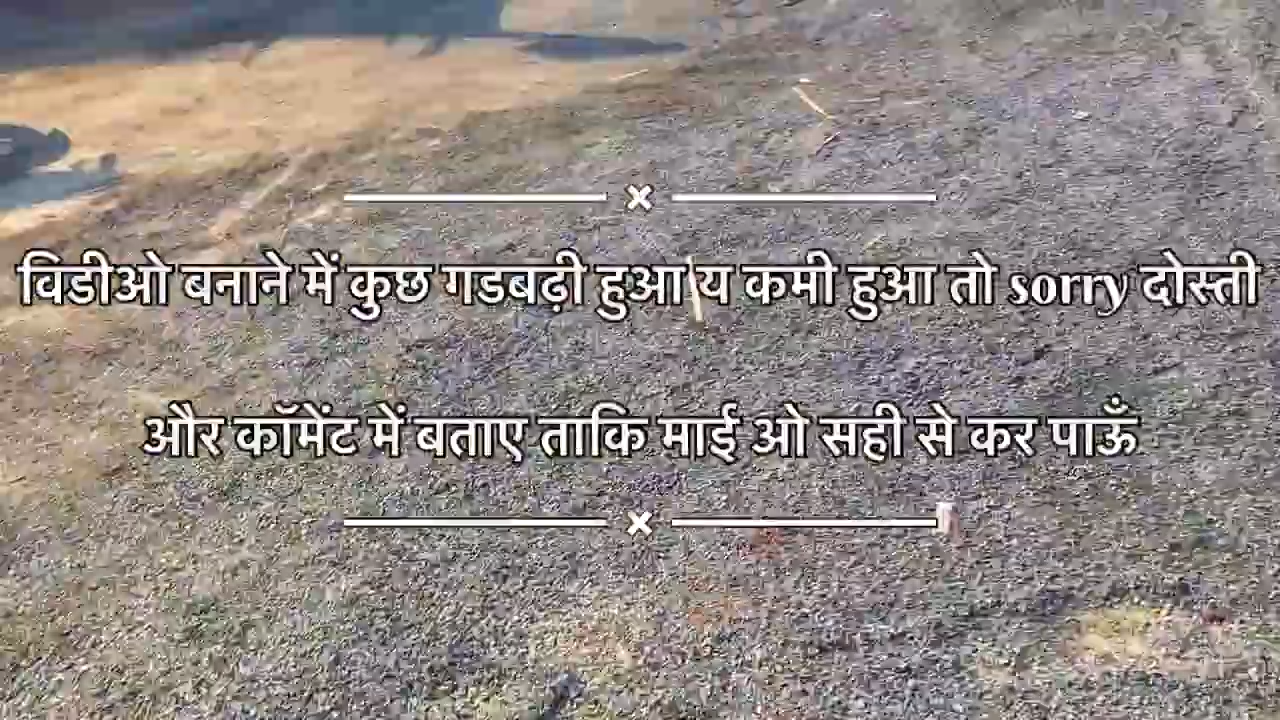 विडीओ बनाने में कुछ गडबढ़ी हुआ य कमी हुआ तो sorry दोस्ती
और कॉमेंट में बताए ताकि माई ओ सही से कर पाऊँ